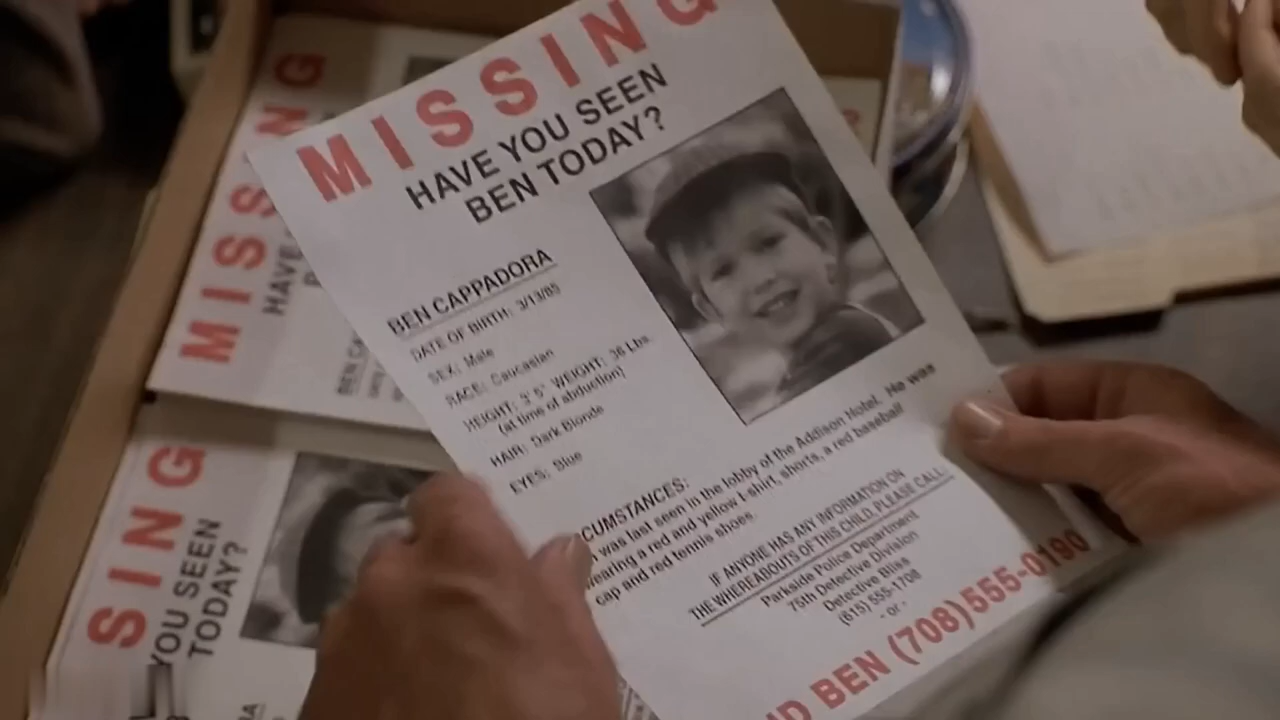 MISSING
HAVE YOU SEEN
BEN TODAY?
BEN CAPPADORA
DATE OF BIRTH: 3/13/85
SEX: Male
RACE: Caucasian
HEIGHT: 3' 5" WEIGHT: 36 Lbs.
(at time of abduction)
HAIR: Dark Blonde
EYES: Blue
CUMSTANCES:
was last seen in the lobby of the Addison Hotel. He was
earing a red and yellow t-shirt, shorts, a red baseball
cap and red tennis shoes.
IF ANYONE HAS ANY INFORMATION ON
THE WHEREABOUTS OF THIS CHILD, PLEASE CALL:
Parkside Police Department
75th Detective Division
Detective Bliss
(615) 555-1708
- or -
D BEN (708)555-0190
MISSING
HAVE
BEN CA
SING
YOU SEEN
TODAY?